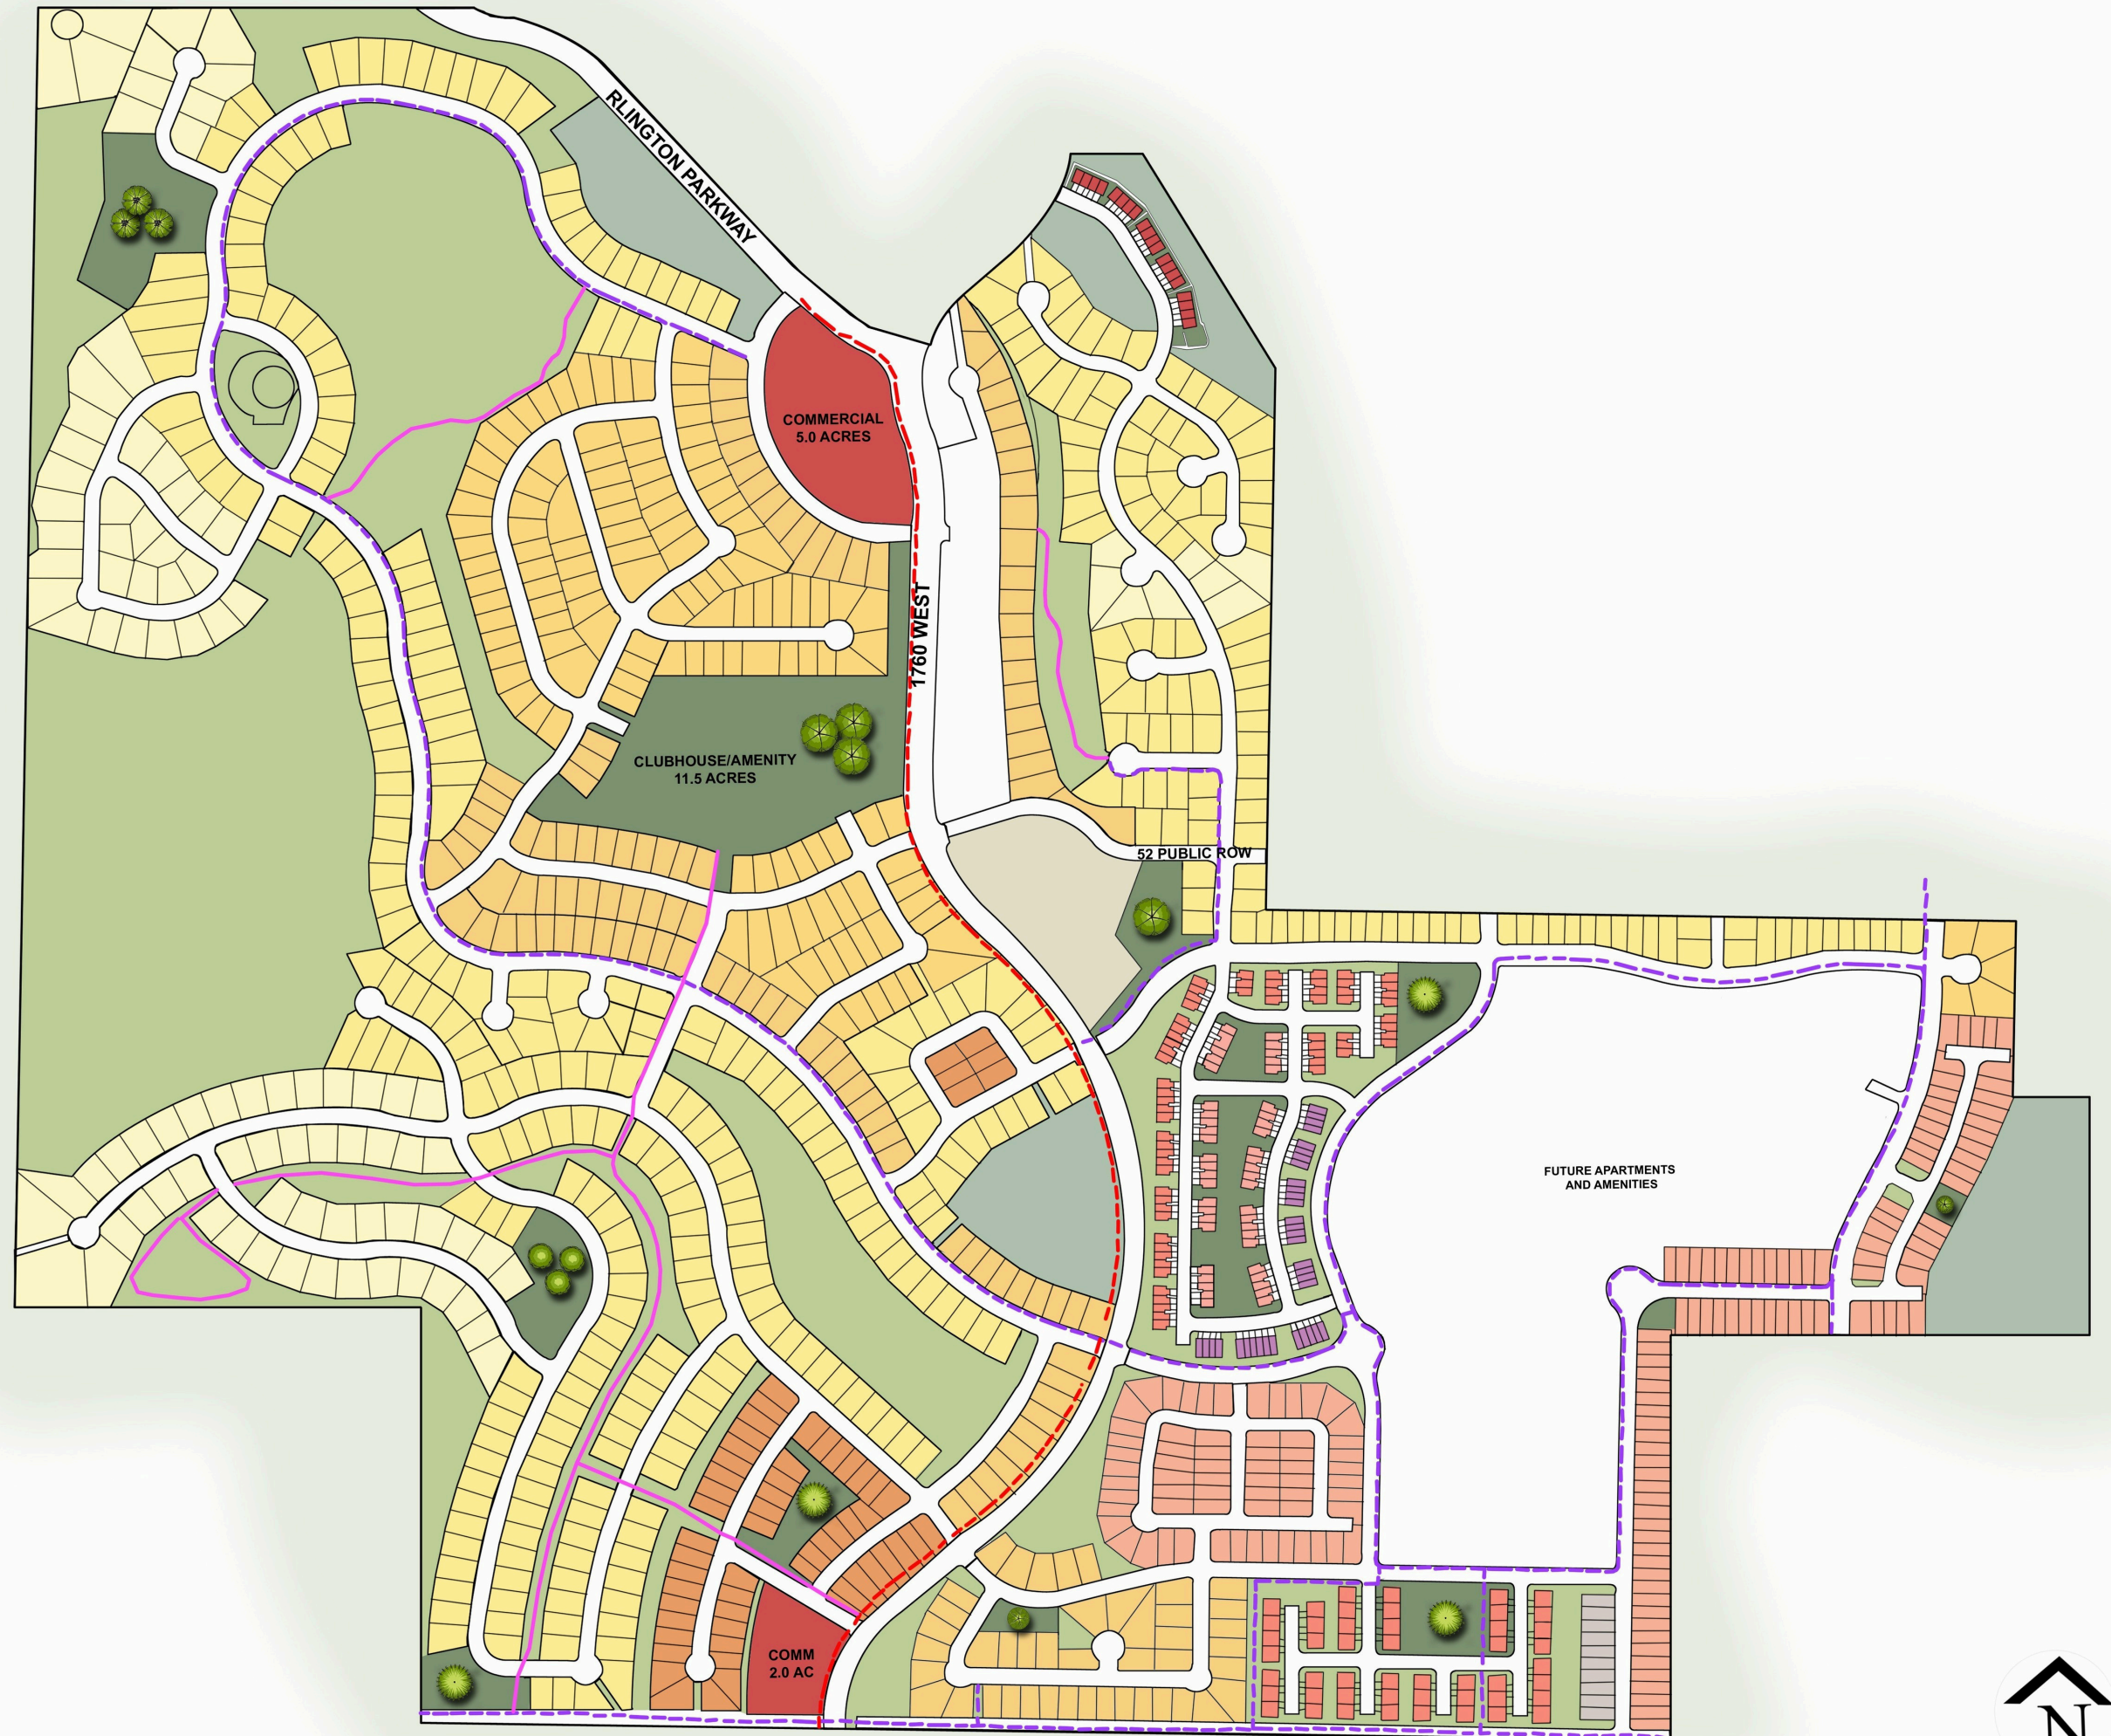 RLINGTON PARKWAY
COMMERCIAL
5.0 ACRES
1760 WEST
CLUBHOUSE/AMENITY
11.5 ACRES
52 PUBLIC ROW
FUTURE APARTMENTS
AND AMENITIES
COMM
2.0 AC
N